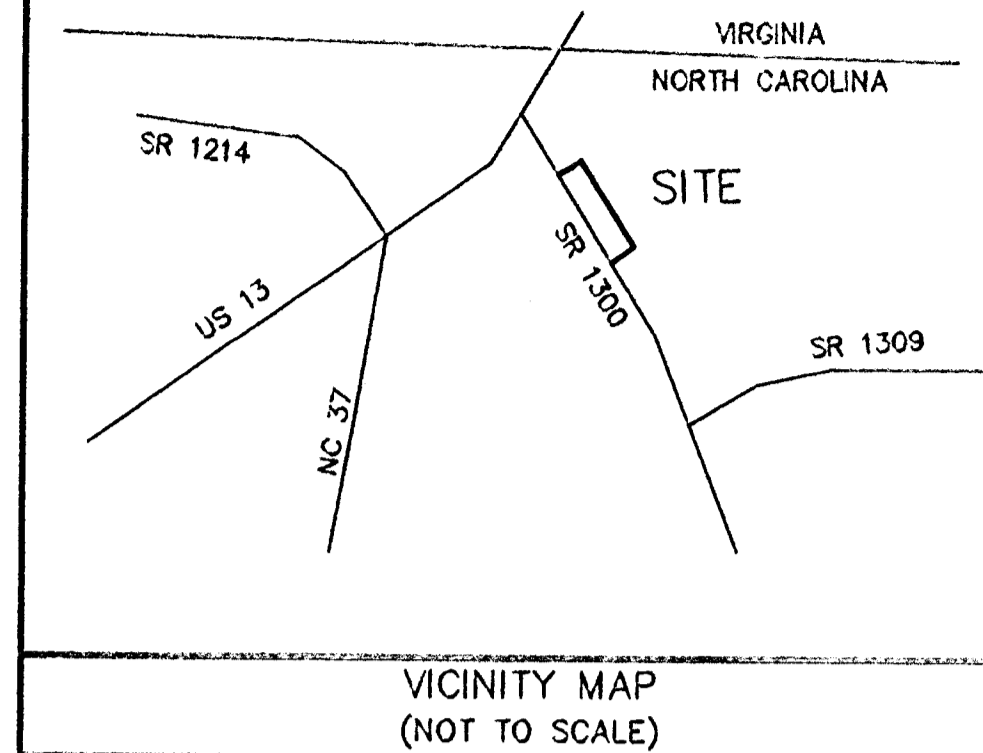 VIRGINIA
NORTH CAROLINA
SR 1214
SITE
SR 1300
US 13
SR 1309
NC 37
VICINITY MAP
(NOT TO SCALE)